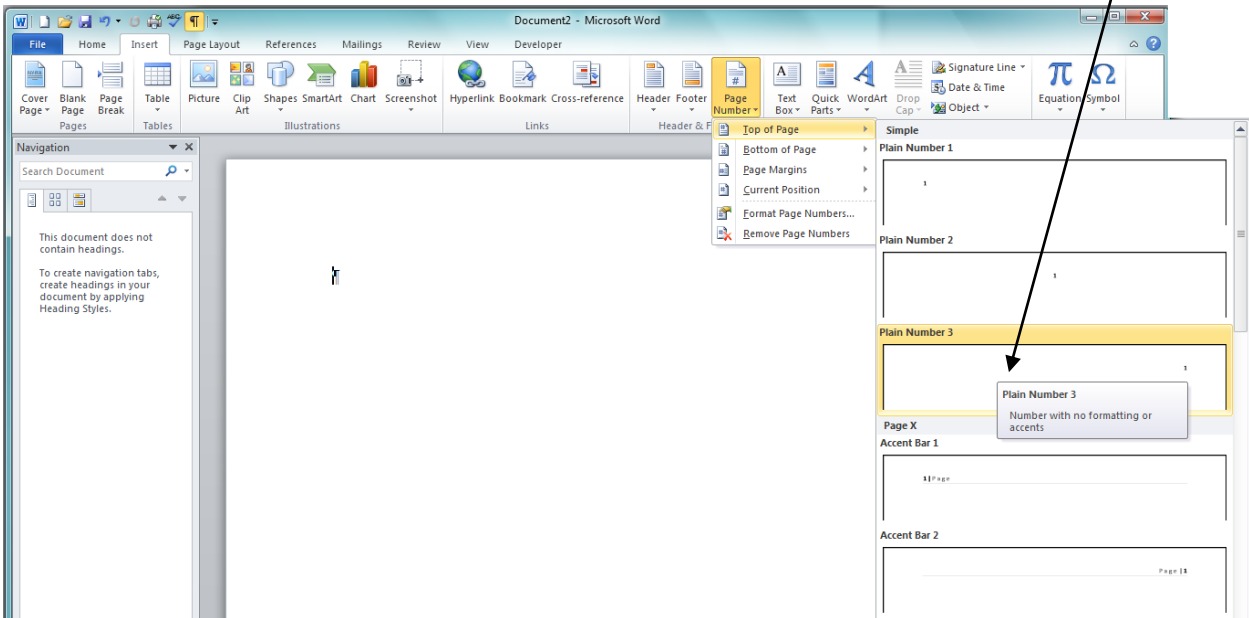 Document2 - Microsoft Word
File Home Insert Page Layout References Mailings Review View Developer
Cover Page Blank Page Page Break Table Picture Clip Art Shapes SmartArt Chart Screenshot Hyperlink Bookmark Cross-reference Header Footer Page Number Text Box Quick Parts WordArt Drop Cap Signature Line Date & Time Object Equation Symbol
Pages Tables Illustrations Links Header & F
Navigation
Search Document
This document does not
contain headings.
To create navigation tabs,
create headings in your
document by applying
Heading Styles.
¶
Top of Page
Bottom of Page
Page Margins
Current Position
Format Page Numbers...
Remove Page Numbers
Simple
Plain Number 1
1
Plain Number 2
1
Plain Number 3
1
Plain Number 3
Number with no formatting or
accents
Page X
Accent Bar 1
1|Page
Accent Bar 2
Page|1